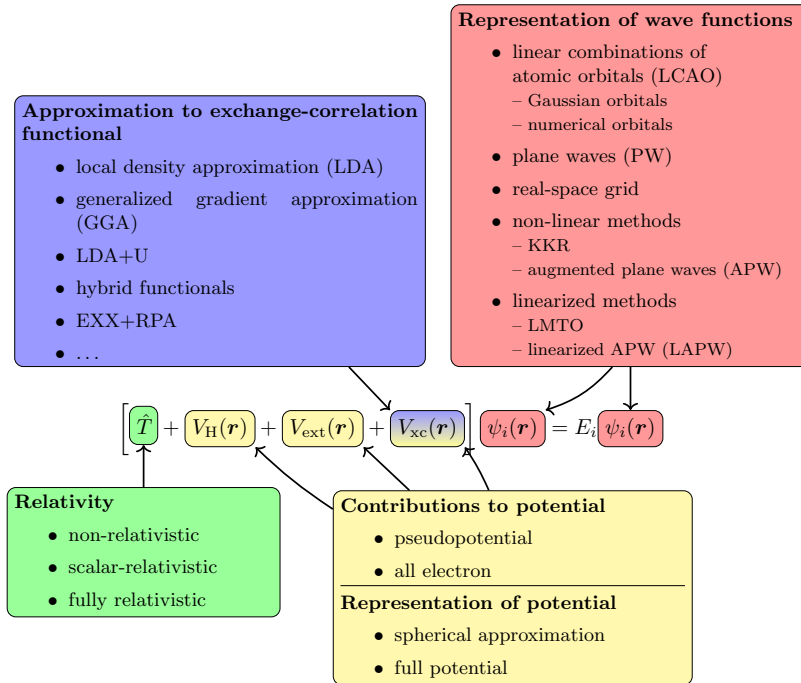 Representation of wave functions
• linear combinations of
atomic orbitals (LCAO)
– Gaussian orbitals
– numerical orbitals
• plane waves (PW)
• real-space grid
• non-linear methods
– KKR
– augmented plane waves (APW)
• linearized methods
– LMTO
– linearized APW (LAPW)
Approximation to exchange-correlation
functional
• local density approximation (LDA)
• generalized gradient approximation
(GGA)
• LDA+U
• hybrid functionals
• EXX+RPA
• . . .
[T̂ + V_H(r) + V_ext(r) + V_xc(r)] ψ_i(r) = E_i ψ_i(r)
Relativity
• non-relativistic
• scalar-relativistic
• fully relativistic
Contributions to potential
• pseudopotential
• all electron
Representation of potential
• spherical approximation
• full potential